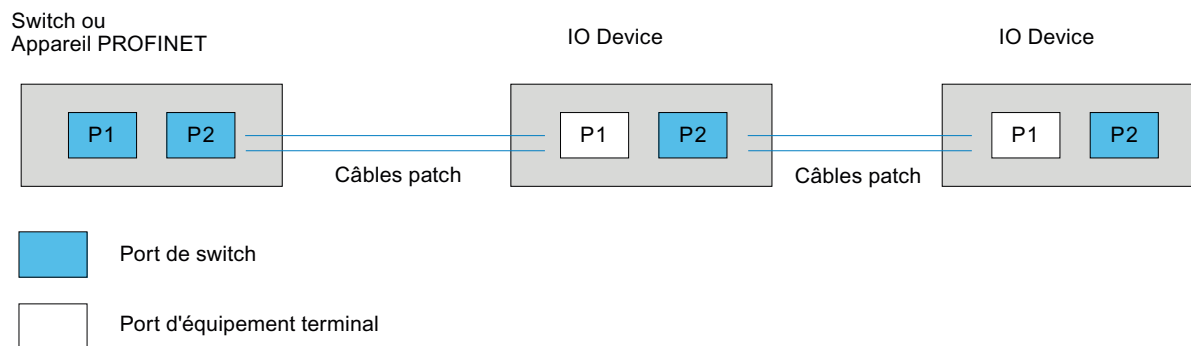 Switch ou
Appareil PROFINET
IO Device
IO Device
P1
P2
P1
P2
P1
P2
Câbles patch
Câbles patch
Port de switch
Port d'équipement terminal